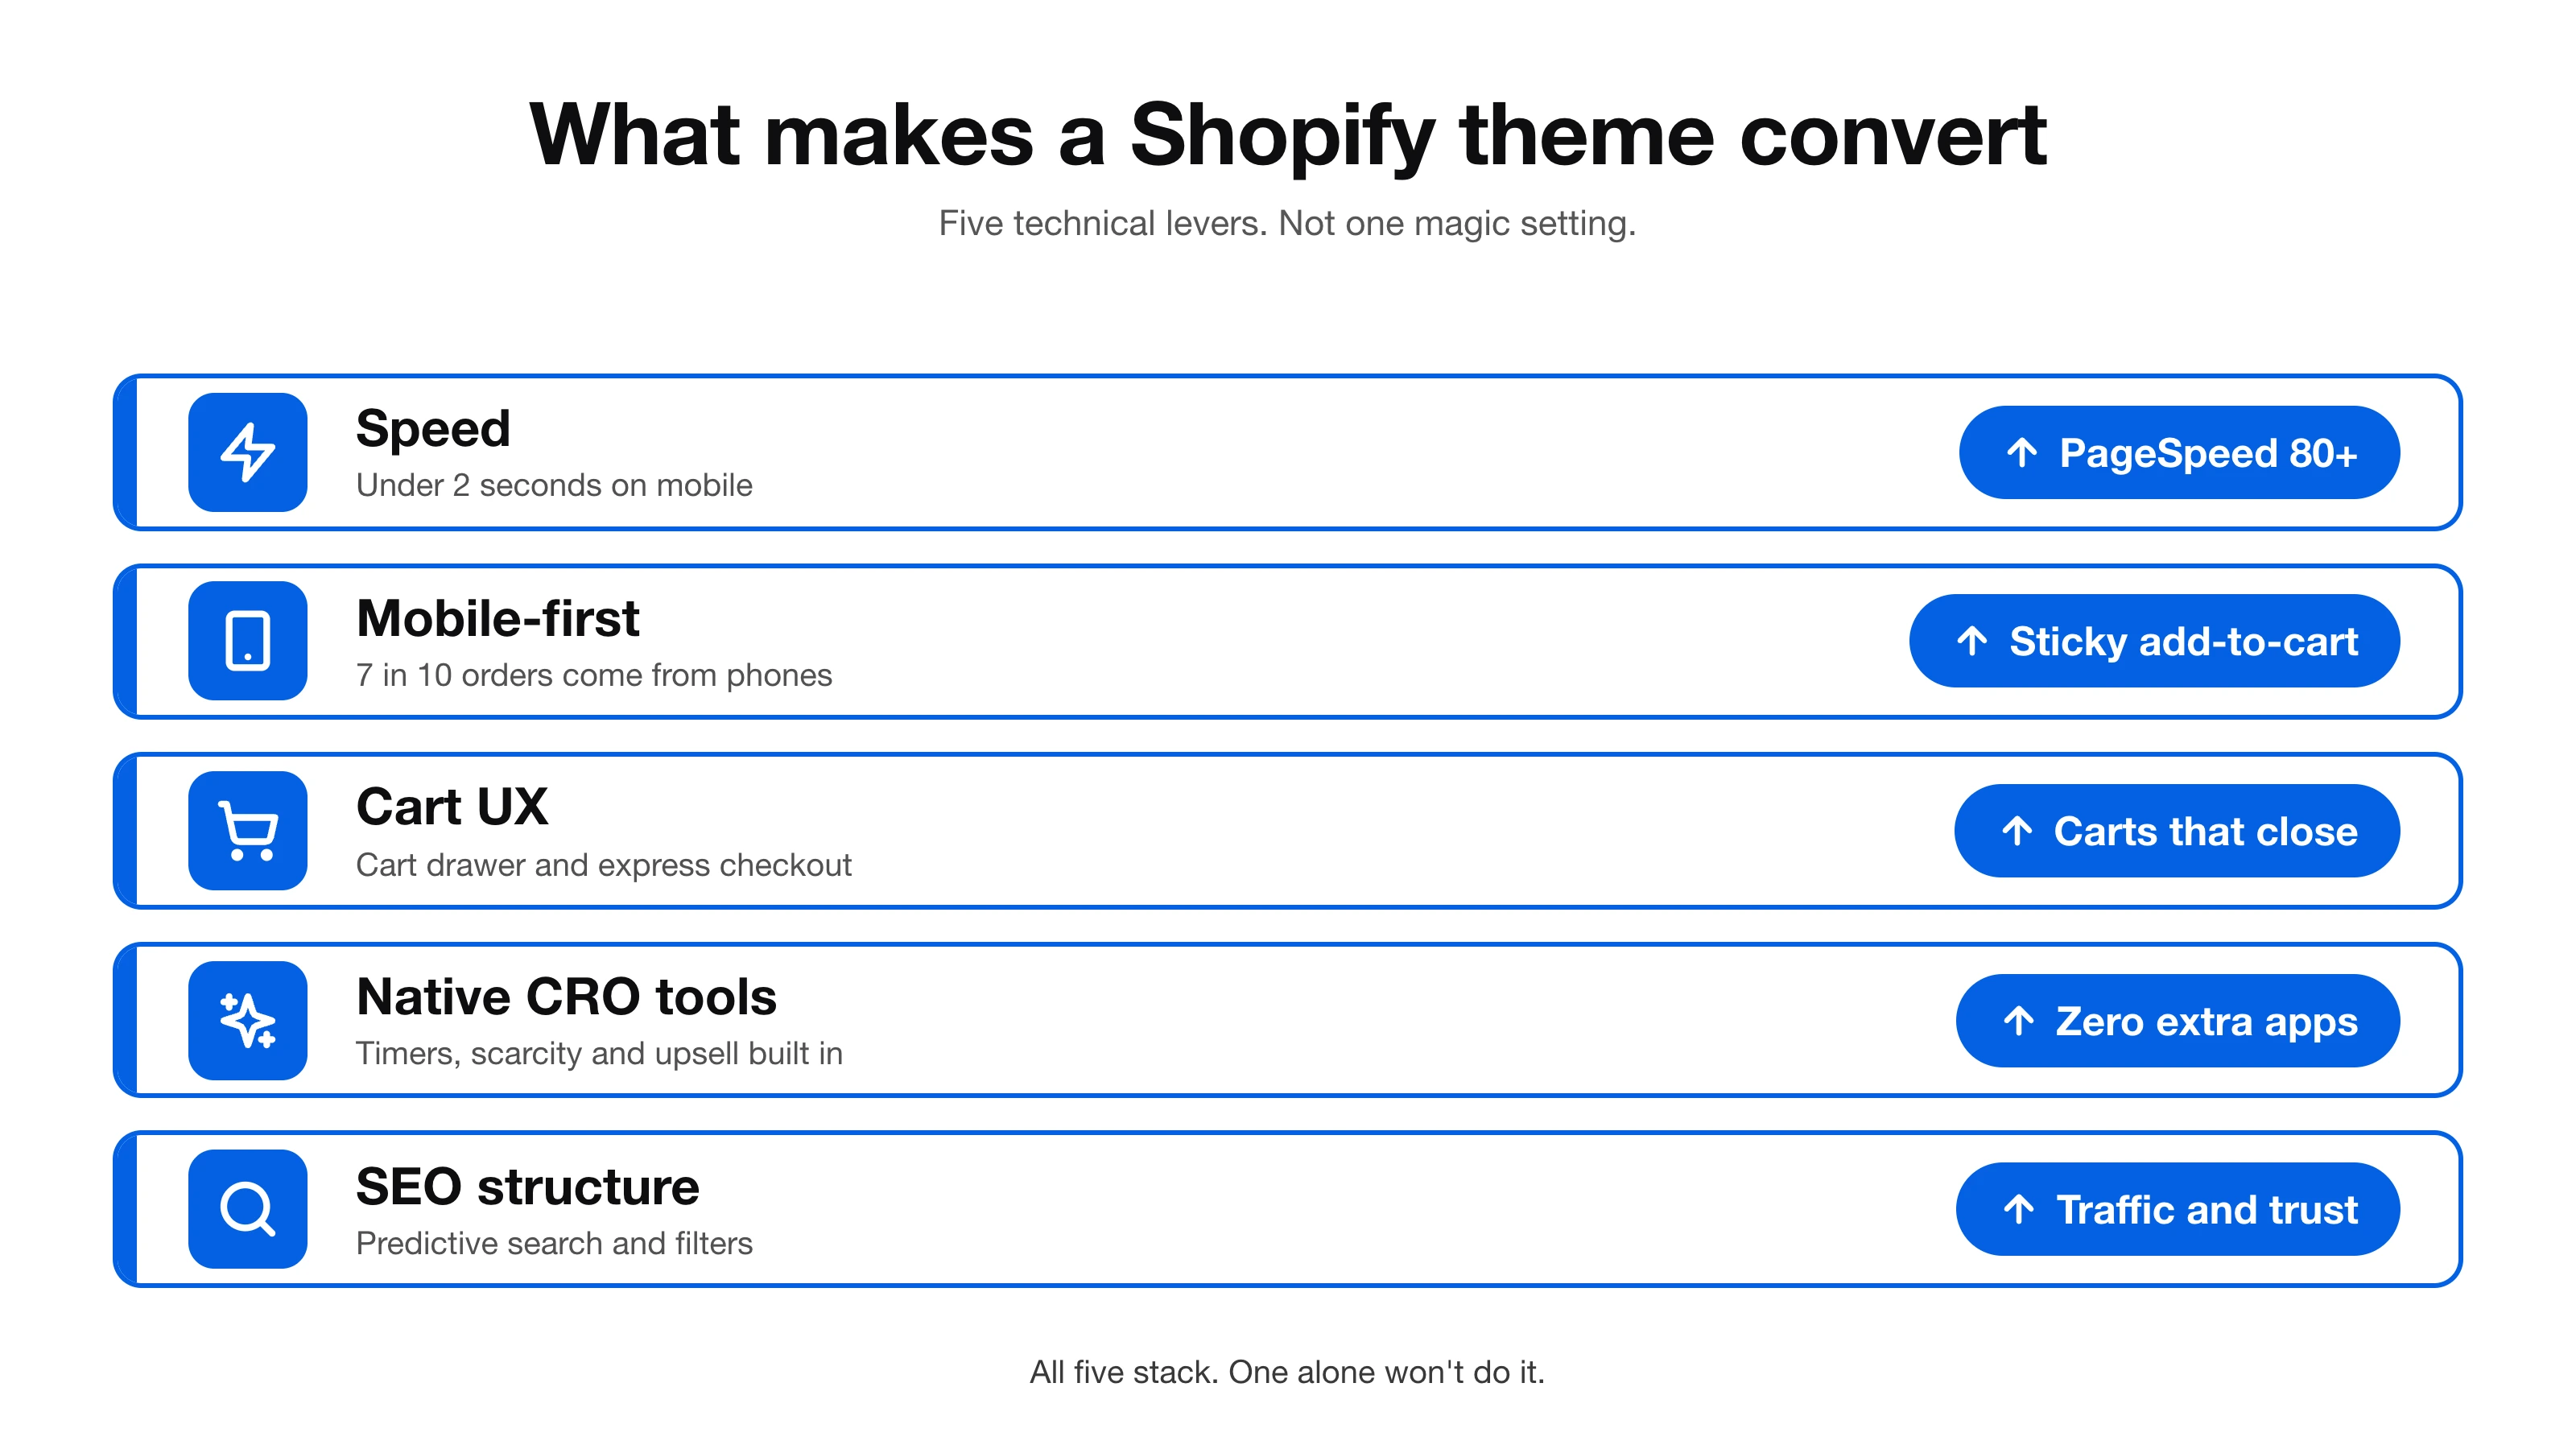 What makes a Shopify theme convert
Five technical levers. Not one magic setting.
Speed
Under 2 seconds on mobile
↑ PageSpeed 80+
Mobile-first
7 in 10 orders come from phones
↑ Sticky add-to-cart
Cart UX
Cart drawer and express checkout
↑ Carts that close
Native CRO tools
Timers, scarcity and upsell built in
↑ Zero extra apps
SEO structure
Predictive search and filters
↑ Traffic and trust
All five stack. One alone won't do it.